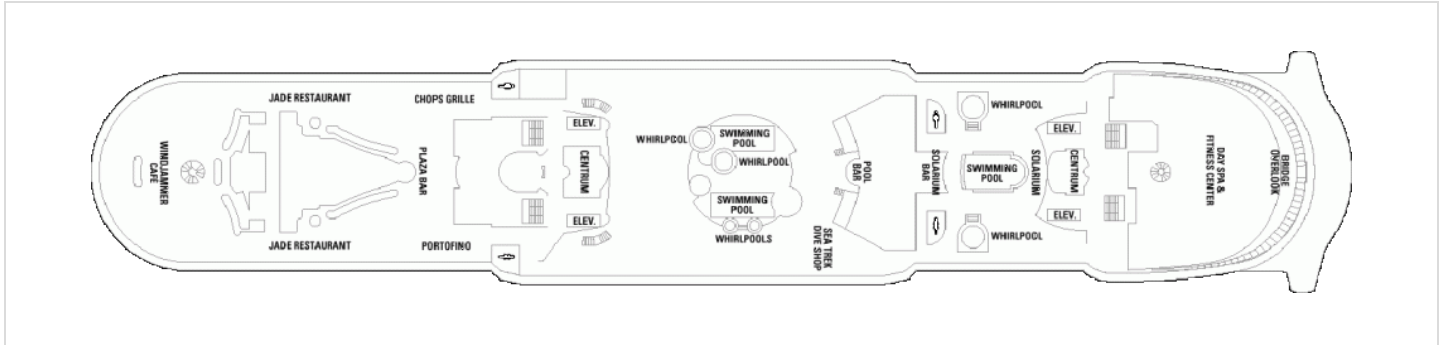 WINDJAMMER
CAFE
JADE RESTAURANT
JADE RESTAURANT
CHOPS GRILLE
PLAZA BAR
PORTOFINO
ELEV.
CENTRUM
ELEV.
WHIRLPOOL
SWIMMING
POOL
WHIRLPOOL
SWIMMING
POOL
WHIRLPOOLS
SEA TREK
DIVE SHOP
POOL
BAR
SOLARIUM
BAR
WHIRLPOOL
SWIMMING
POOL
WHIRLPOOL
SOLARIUM
ELEV.
CENTRUM
ELEV.
DAY SPA &
FITNESS CENTER
BRIDGE
OVERLOOK